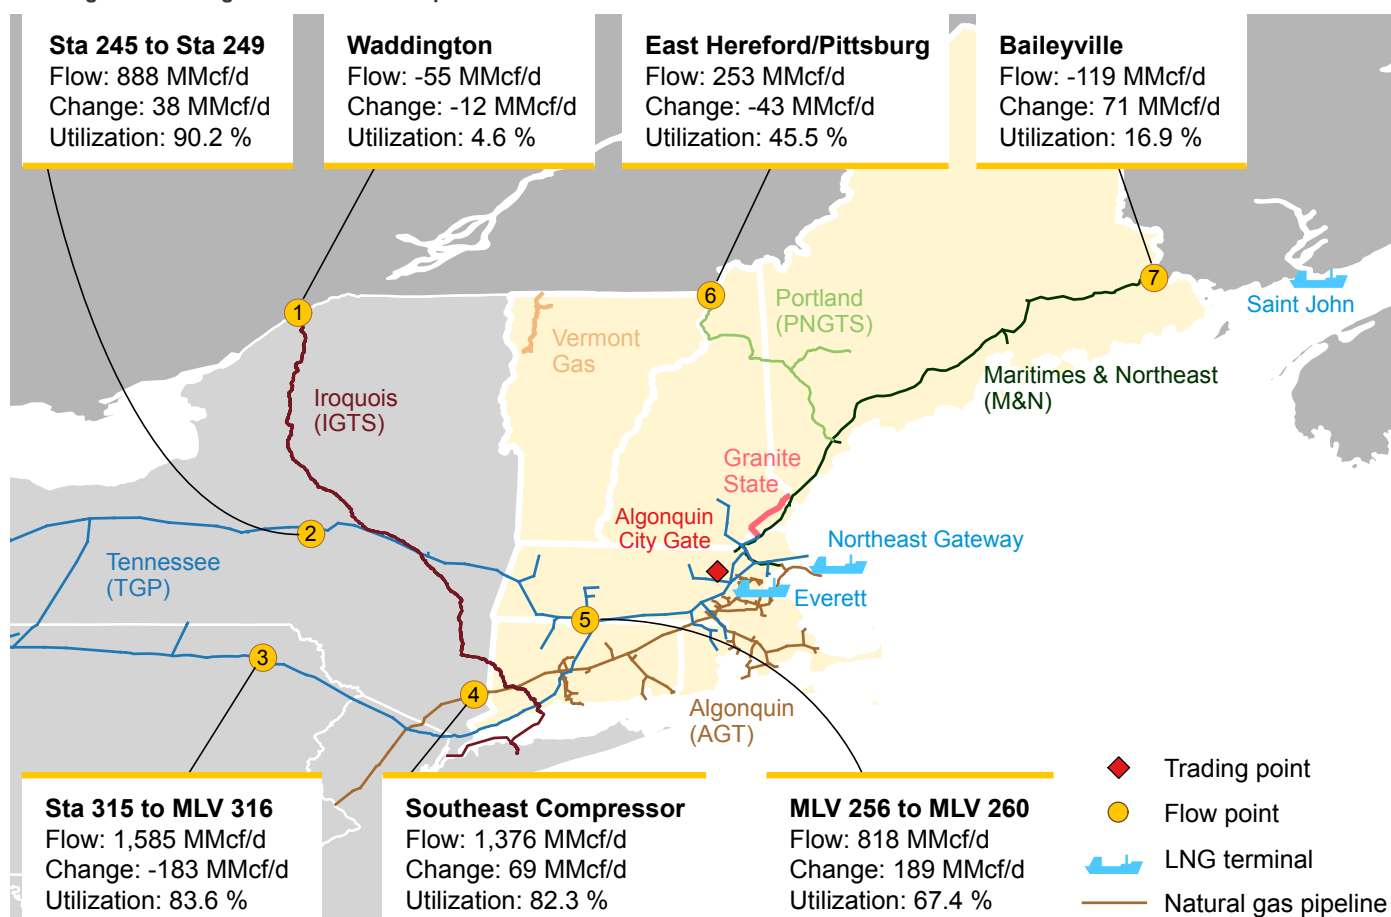 Sta 245 to Sta 249
Flow: 888 MMcf/d
Change: 38 MMcf/d
Utilization: 90.2 %
Waddington
Flow: -55 MMcf/d
Change: -12 MMcf/d
Utilization: 4.6 %
East Hereford/Pittsburg
Flow: 253 MMcf/d
Change: -43 MMcf/d
Utilization: 45.5 %
Baileyville
Flow: -119 MMcf/d
Change: 71 MMcf/d
Utilization: 16.9 %
1
6
7
Saint John
Portland
(PNGTS)
Vermont
Gas
Maritimes & Northeast
(M&N)
Iroquois
(IGTS)
Granite
State
Algonquin
City Gate
2
Northeast Gateway
Tennessee
(TGP)
Everett
5
3
4
Algonquin
(AGT)
Sta 315 to MLV 316
Flow: 1,585 MMcf/d
Change: -183 MMcf/d
Utilization: 83.6 %
Southeast Compressor
Flow: 1,376 MMcf/d
Change: 69 MMcf/d
Utilization: 82.3 %
MLV 256 to MLV 260
Flow: 818 MMcf/d
Change: 189 MMcf/d
Utilization: 67.4 %
Trading point
Flow point
LNG terminal
Natural gas pipeline